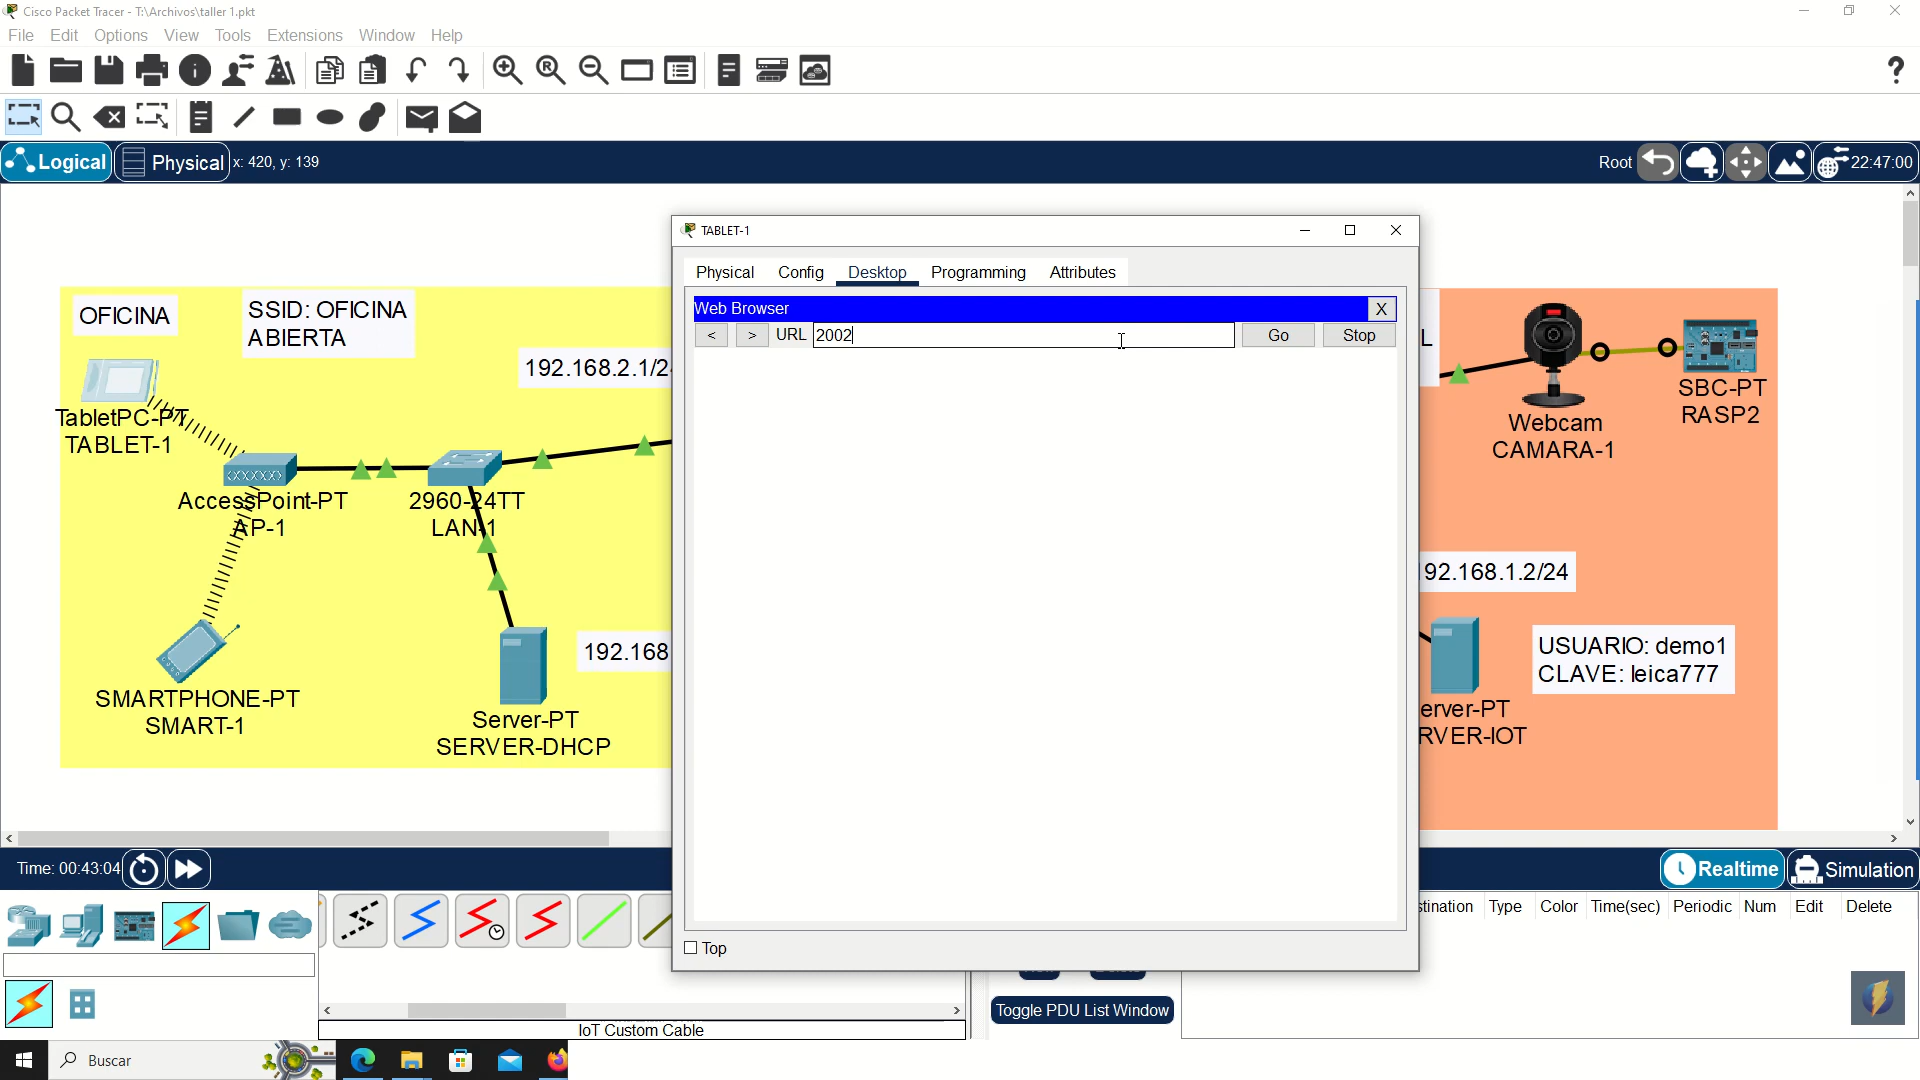 Cisco Packet Tracer - T:\Archivos\taller 1.pkt
File Edit Options View Tools Extensions Window Help
Logical Physical x: 420, y: 139 Root 22:47:00
TABLET-1
Physical Config Desktop Programming Attributes
Web Browser X
< > URL 2002 Go Stop
OFICINA
SSID: OFICINA
ABIERTA
192.168.2.1/2
TabletPC-PT
TABLET-1
AccessPoint-PT
AP-1
2960-24TT
LAN-1
SMARTPHONE-PT
SMART-1
192.168
Server-PT
SERVER-DHCP
L
Webcam
CAMARA-1
SBC-PT
RASP2
92.168.1.2/24
USUARIO: demo1
CLAVE: leica777
erver-PT
RVER-IOT
Top
Time: 00:43:04 Realtime Simulation
stination Type Color Time(sec) Periodic Num Edit Delete
Toggle PDU List Window
IoT Custom Cable
Buscar